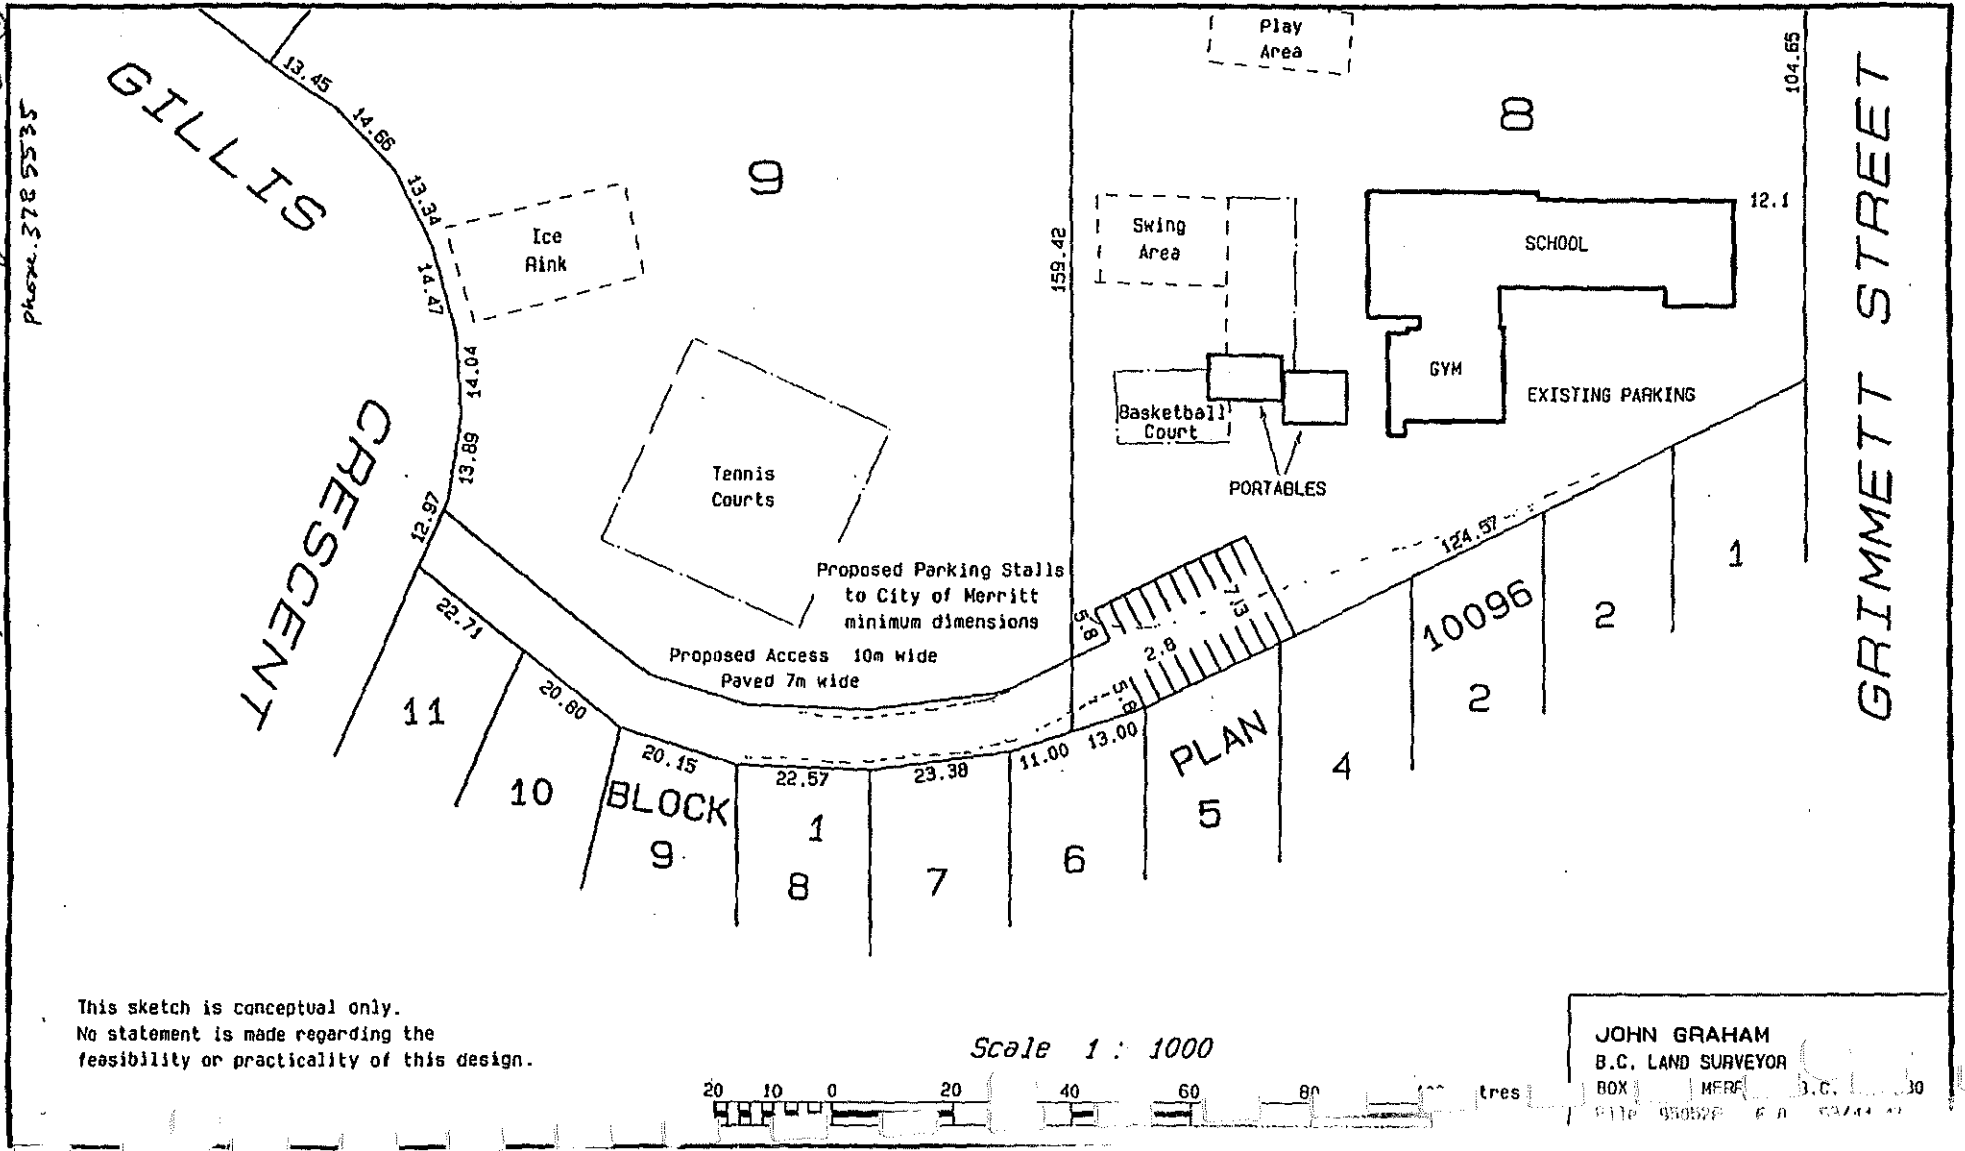 Play
Area
104.65
13.45
GILLIS
14.66
phone. 378 5535
8
9
13.34
12.1
Swing
Area
SCHOOL
Ice
Rink
159.42
14.47
GRIMMETT STREET
14.04
GYM
EXISTING PARKING
Basketball
Court
CRESCENT
13.89
Tennis
Courts
PORTABLES
12.97
124.57
1
Proposed Parking Stalls
to City of Merritt
minimum dimensions
5.8
7.13
22.71
10096
2
2.8
Proposed Access 10m wide
Paved 7m wide
5.8
20.80
11
2
20.15
22.57
23.38
11.00
13.00
PLAN
4
10
BLOCK
1
5
9
8
7
6
This sketch is conceptual only.
No statement is made regarding the
feasibility or practicality of this design.
Scale 1 : 1000
20 10 0 20 40 60
JOHN GRAHAM
B.C. LAND SURVEYOR
BOX
B.C.